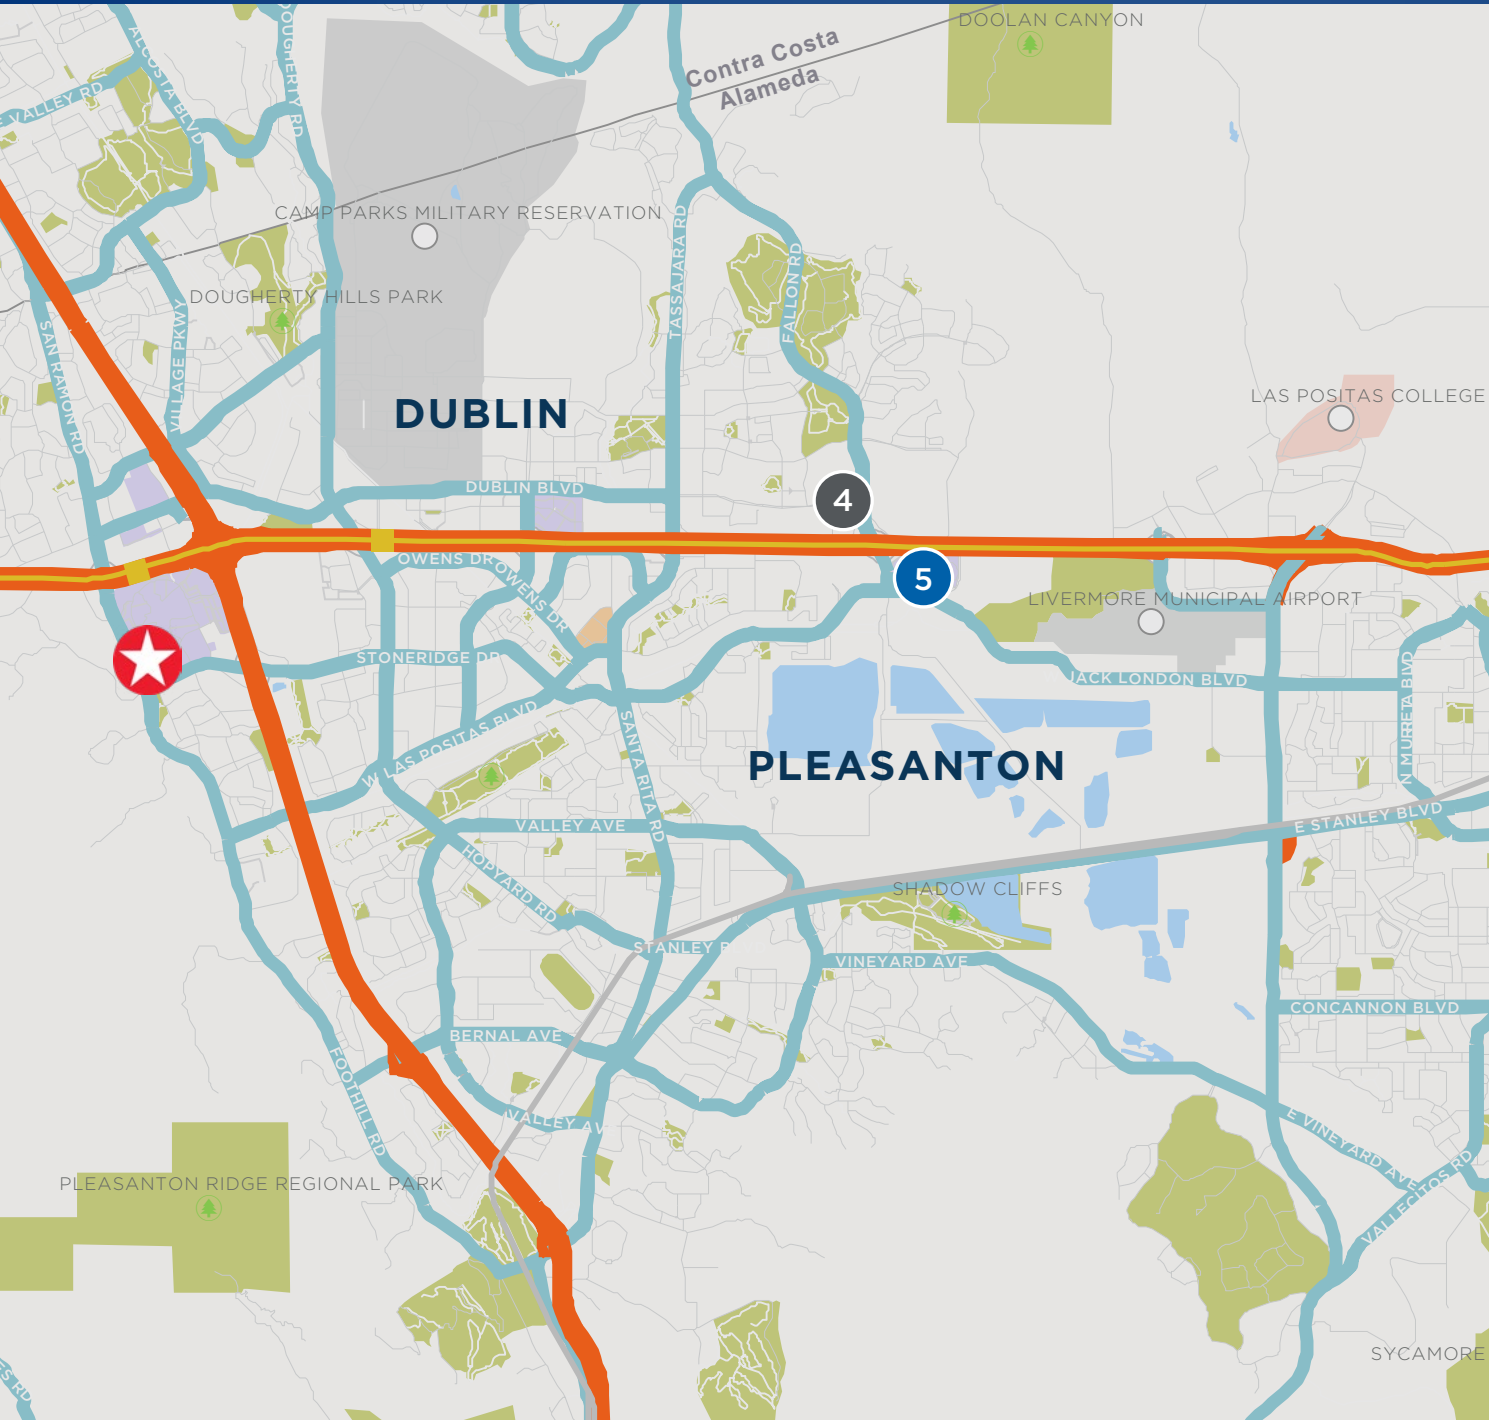 DOOLAN CANYON
DOUGHERTY RD
ALCOSTA BLVD
Contra Costa
Alameda
VALLEY RD
CAMP PARKS MILITARY RESERVATION
TASSAJARA RD
FALLON RD
DOUGHERTY HILLS PARK
VILLAGE PKWY
SAN RAMON RD
LAS POSITAS COLLEGE
DUBLIN
DUBLIN BLVD
4
OWENS DR
OWENS DR
5
LIVERMORE MUNICIPAL AIRPORT
STONERIDGE DR
JACK LONDON BLVD
N MURRIETA BLVD
W LAS POSITAS BLVD
SANTA RITA RD
PLEASANTON
E STANLEY BLVD
VALLEY AVE
HOPYARD RD
SHADOW CLIFFS
STANLEY B
VINEYARD AVE
CONCANNON BLVD
BERNAL AVE
FOOTHILL RD
VALLEY AV
E VINEYARD AVE
VALLECITOS RD
PLEASANTON RIDGE REGIONAL PARK
SYCAMORE
ES RD